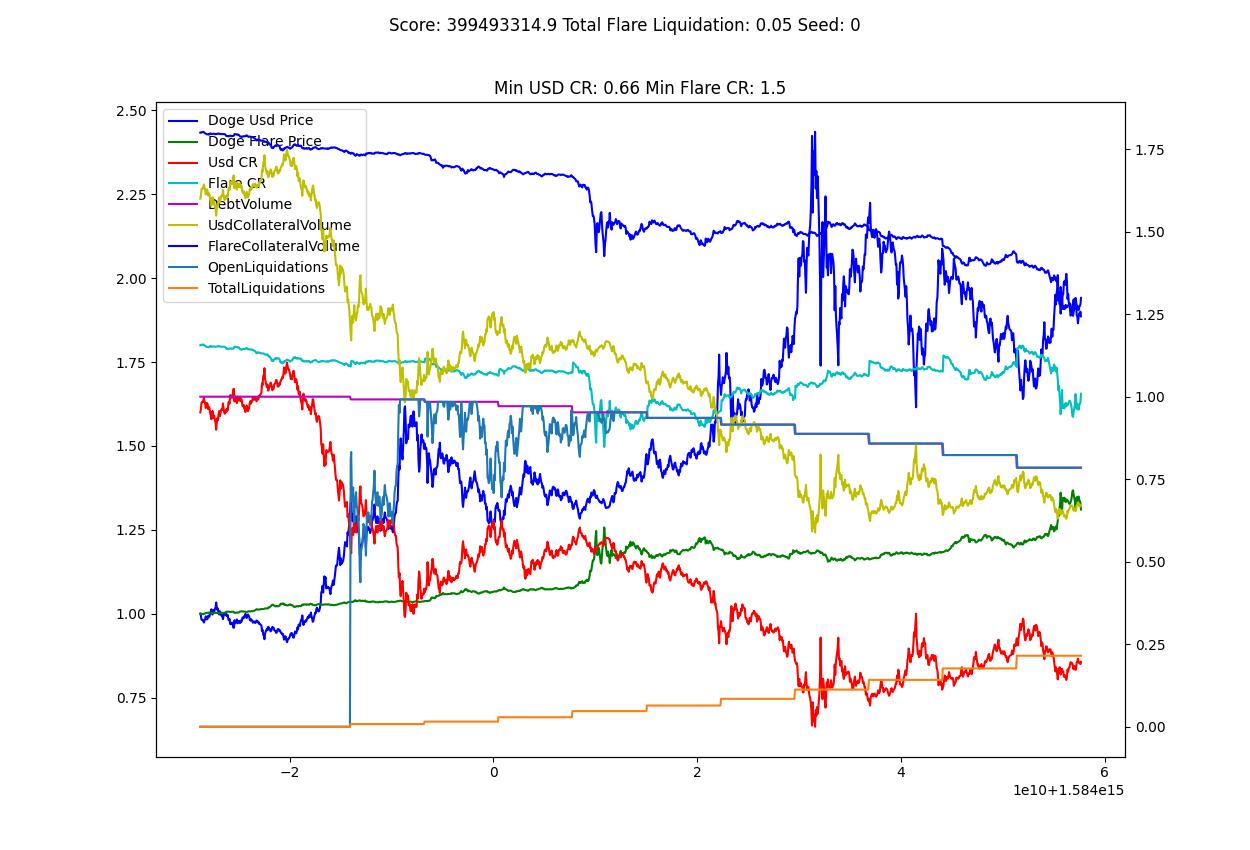 Score: 399493314.9 Total Flare Liquidation: 0.05 Seed: 0
Min USD CR: 0.66 Min Flare CR: 1.5
2.50
2.25
2.00
1.75
1.50
1.25
1.00
0.75
Doge Usd Price
Doge Flare Price
Usd CR
Flare CR
DebtVolume
UsdCollateralVolume
FlareCollateralVolume
OpenLiquidations
TotalLiquidations
1.75
1.50
1.25
1.00
0.75
0.50
0.25
0.00
−2 0 2 4 6
1e10+1.584e15